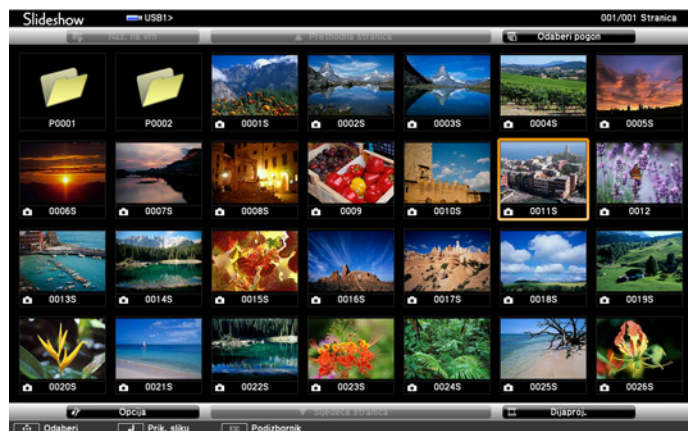 Slideshow USB1> 001/001 Stranica
Naz. na vrh Prethodna stranica Odaberi pogon
P0001 P0002 0001S 0002S 0003S 0004S 0005S
0006S 0007S 0008S 0009 0010S 0011S 0012
0013S 0014S 0015S 0016S 0017S 0018S 0019S
0020S 0021S 0022S 0023S 0024S 0025S 0026S
Opcija Sljedeća stranica Dijaproj.
Odaberi Prik. sliku Esc Podizbornik